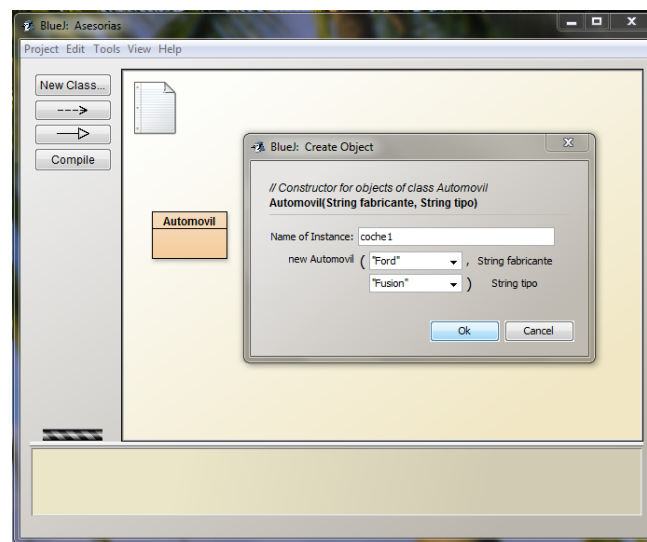 BlueJ: Asesorias
Project Edit Tools View Help
New Class...
Compile
Automovil
BlueJ: Create Object
// Constructor for objects of class Automovil
Automovil(String fabricante, String tipo)
Name of Instance: coche1
new Automovil ( "Ford" , String fabricante
"Fusion" ) String tipo
Ok Cancel